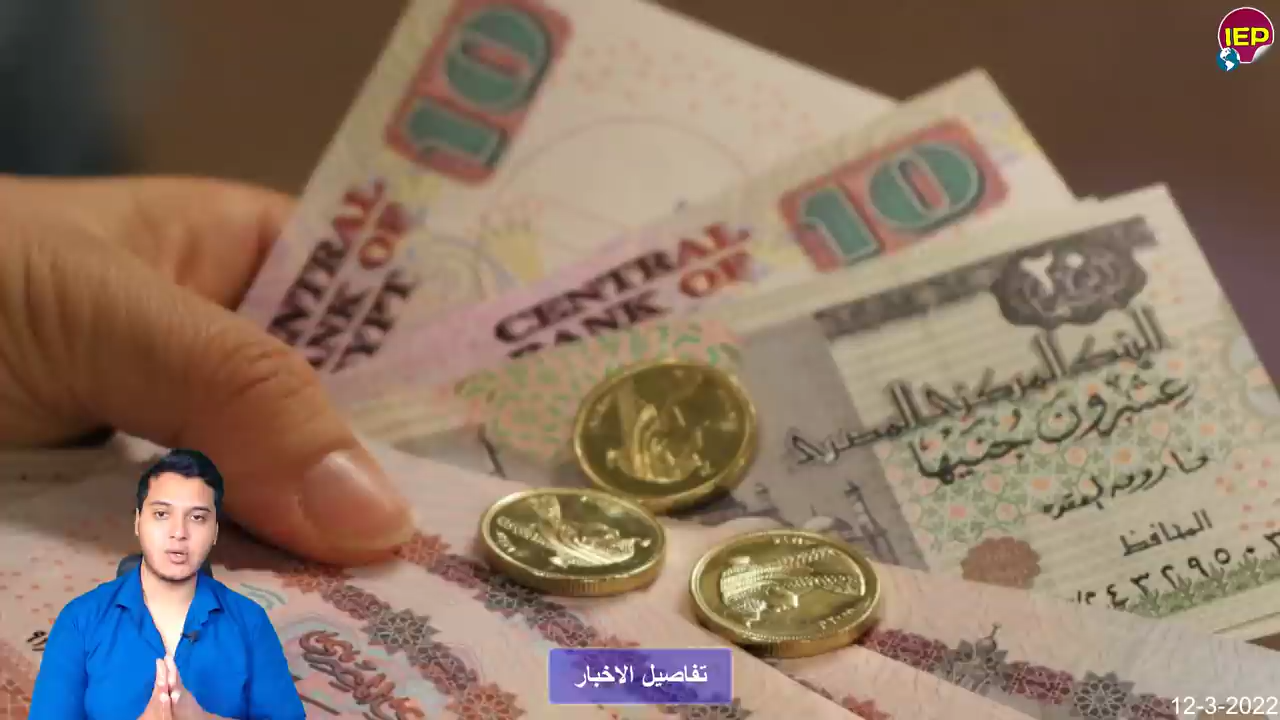 IEP
10
CENTRAL
BANK OF
10
CENTRAL
BANK OF
٢٠
البنك المركزي المصري
عشرون جنيها
المحافظ
تفاصيل الاخبار
12-3-2022